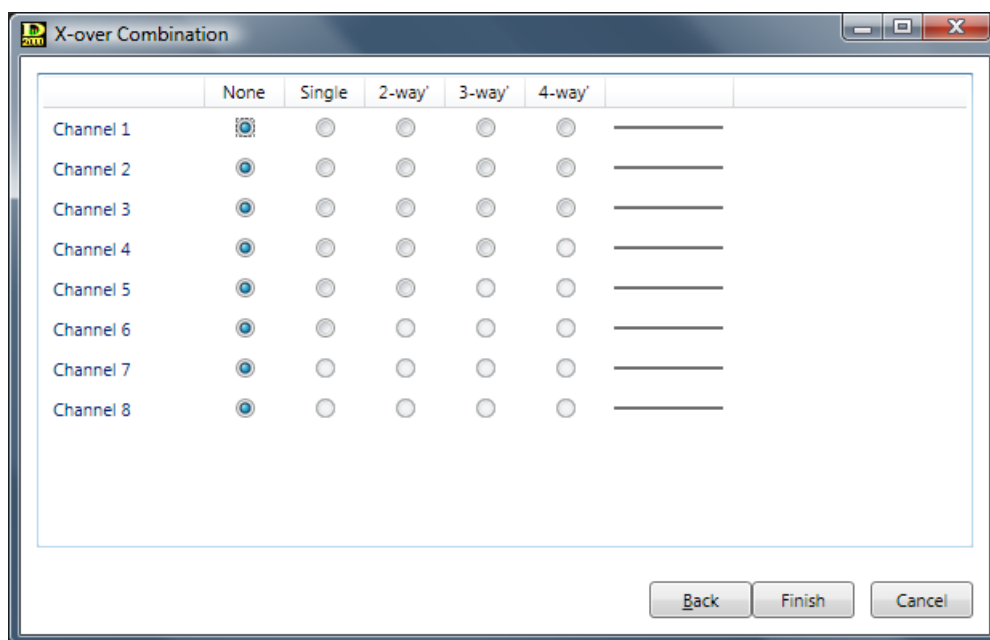 X-over Combination
None Single 2-way' 3-way' 4-way'
Channel 1
Channel 2
Channel 3
Channel 4
Channel 5
Channel 6
Channel 7
Channel 8
Back Finish Cancel